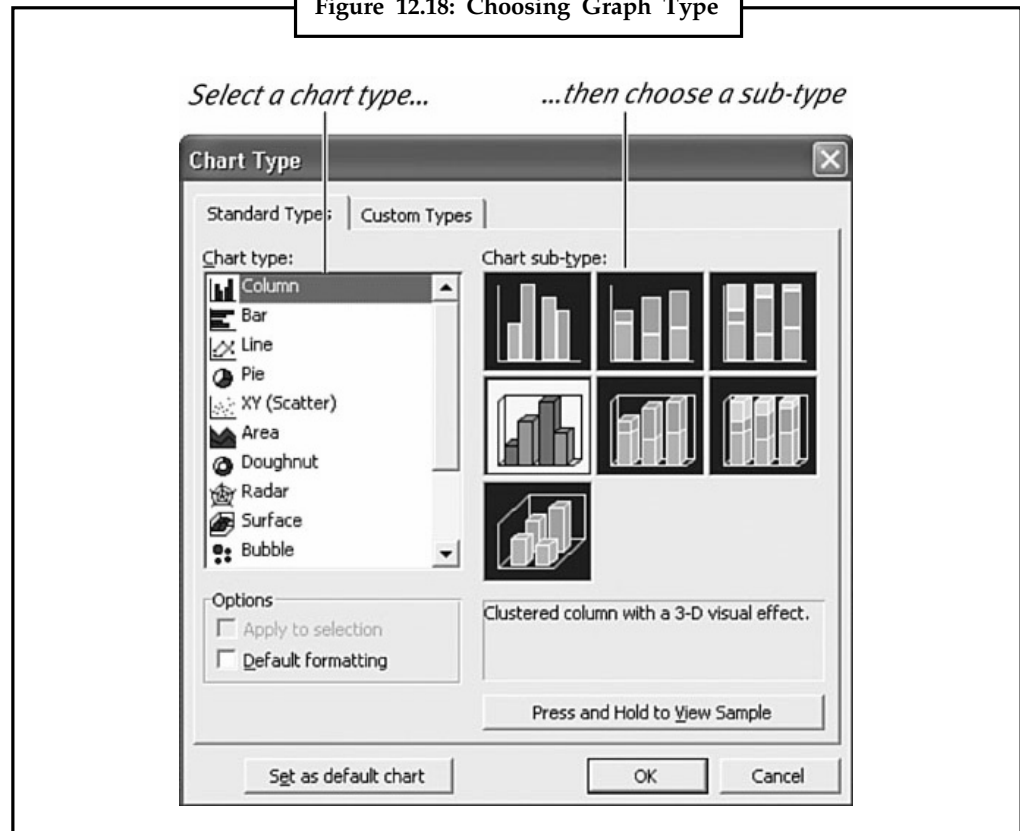 Figure 12.18: Choosing Graph Type
Select a chart type...
...then choose a sub-type
Chart Type
Standard Types
Custom Types
Chart type:
Chart sub-type:
Column
Bar
Line
Pie
XY (Scatter)
Area
Doughnut
Radar
Surface
Bubble
Options
Apply to selection
Default formatting
Clustered column with a 3-D visual effect.
Press and Hold to View Sample
Set as default chart
OK
Cancel